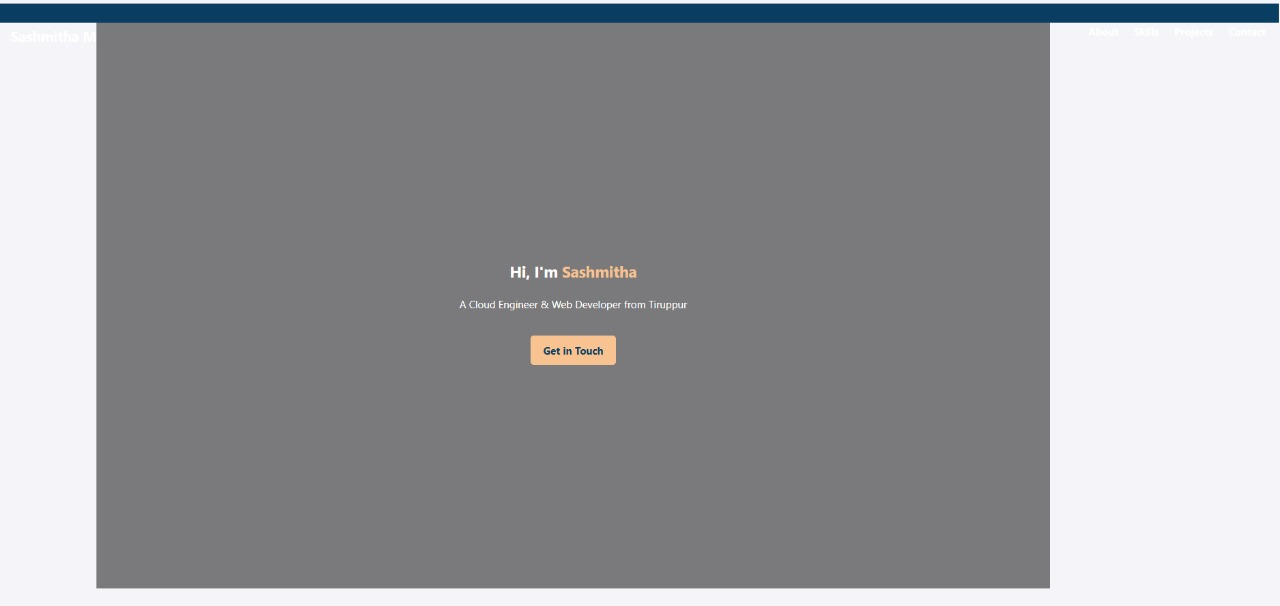 Sashmitha M
About Skills Projects Contact
Hi, I'm Sashmitha
A Cloud Engineer & Web Developer from Tiruppur
Get in Touch